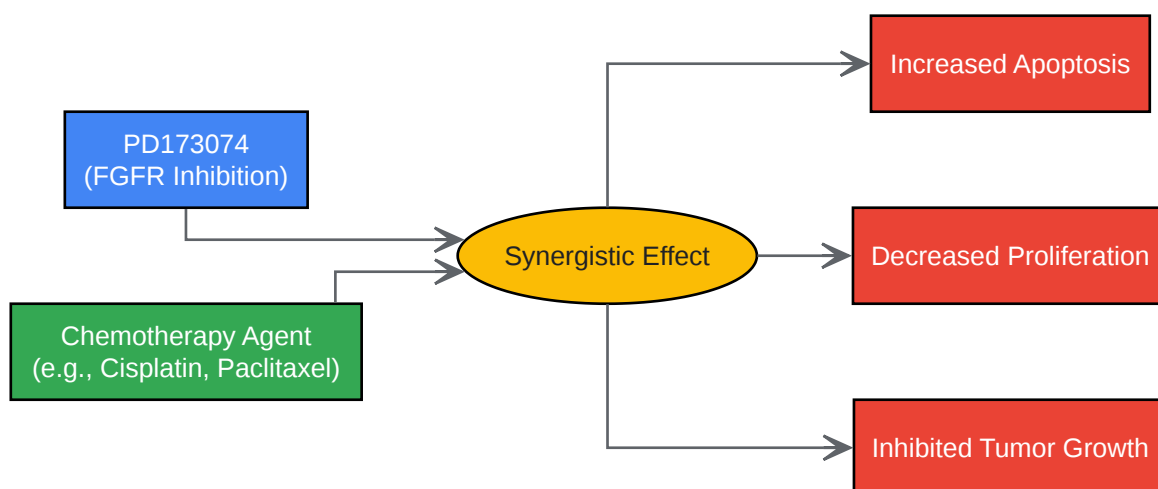 PD173074
(FGFR Inhibition)
Chemotherapy Agent
(e.g., Cisplatin, Paclitaxel)
Synergistic Effect
Increased Apoptosis
Decreased Proliferation
Inhibited Tumor Growth